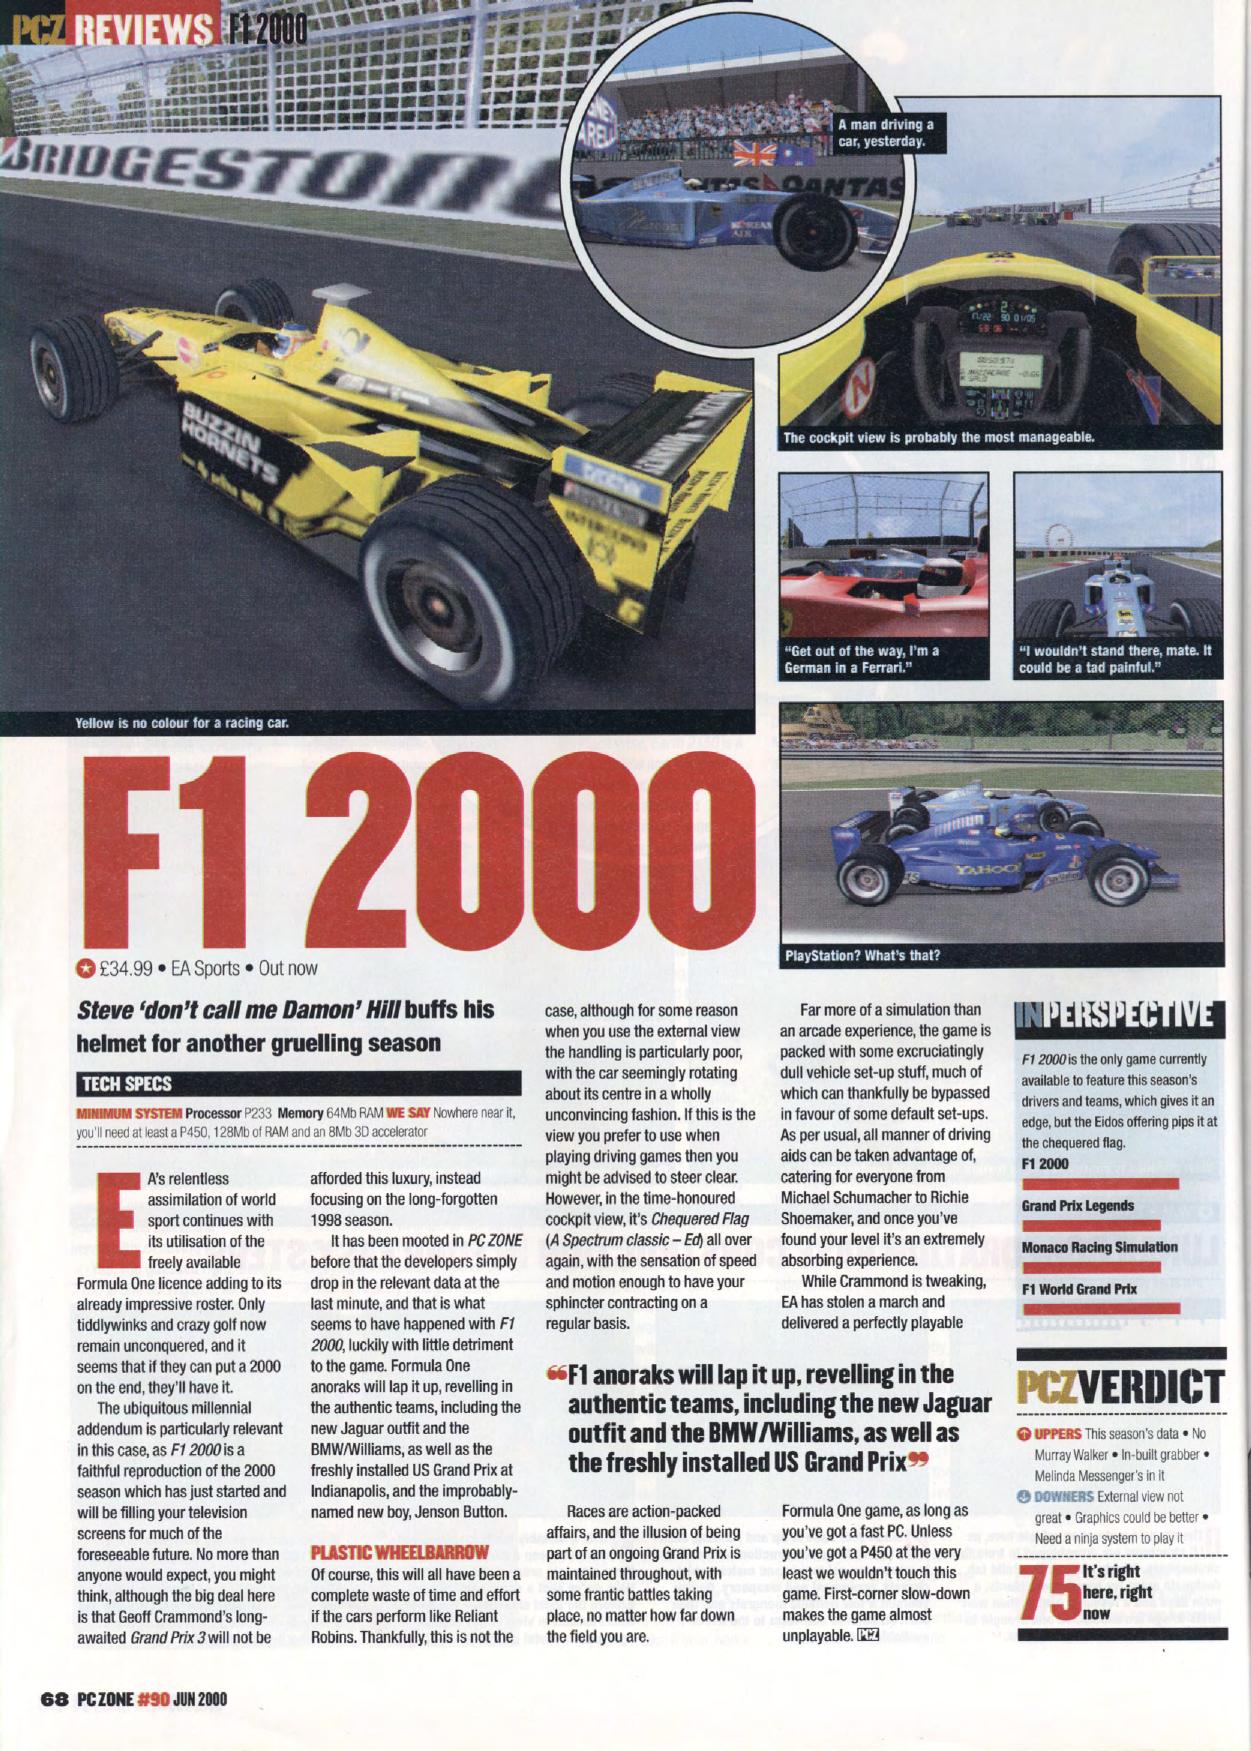 PCZ REVIEWS F1 2000
BRIDGESTONE
QANTAS
A man driving a
car, yesterday.
BUZZIN
HORNETS
The cockpit view is probably the most manageable.
"Get out of the way, I'm a
German in a Ferrari."
"I wouldn't stand there, mate. It
could be a tad painful."
Yellow is no colour for a racing car.
YAHOO!
PlayStation? What's that?
F1 2000
£34.99 • EA Sports • Out now
Steve 'don't call me Damon' Hill buffs his
helmet for another gruelling season
TECH SPECS
MINIMUM SYSTEM Processor P233 Memory 64Mb RAM WE SAY Nowhere near it,
you'll need at least a P450, 128Mb of RAM and an 8Mb 3D accelerator
EA's relentless
assimilation of world
sport continues with
its utilisation of the
freely available
Formula One licence adding to its
already impressive roster. Only
tiddlywinks and crazy golf now
remain unconquered, and it
seems that if they can put a 2000
on the end, they'll have it.
The ubiquitous millennial
addendum is particularly relevant
in this case, as F1 2000 is a
faithful reproduction of the 2000
season which has just started and
will be filling your television
screens for much of the
foreseeable future. No more than
anyone would expect, you might
think, although the big deal here
is that Geoff Crammond's long-
awaited Grand Prix 3 will not be
afforded this luxury, instead
focusing on the long-forgotten
1998 season.
It has been mooted in PC ZONE
before that the developers simply
drop in the relevant data at the
last minute, and that is what
seems to have happened with F1
2000, luckily with little detriment
to the game. Formula One
anoraks will lap it up, revelling in
the authentic teams, including the
new Jaguar outfit and the
BMW/Williams, as well as the
freshly installed US Grand Prix at
Indianapolis, and the improbably-
named new boy, Jenson Button.
PLASTIC WHEELBARROW
Of course, this will all have been a
complete waste of time and effort
if the cars perform like Reliant
Robins. Thankfully, this is not the
case, although for some reason
when you use the external view
the handling is particularly poor,
with the car seemingly rotating
about its centre in a wholly
unconvincing fashion. If this is the
view you prefer to use when
playing driving games then you
might be advised to steer clear.
However, in the time-honoured
cockpit view, it's Chequered Flag
(A Spectrum classic – Ed) all over
again, with the sensation of speed
and motion enough to have your
sphincter contracting on a
regular basis.
"F1 anoraks will lap it up, revelling in the
authentic teams, including the new Jaguar
outfit and the BMW/Williams, as well as
the freshly installed US Grand Prix"
Races are action-packed
affairs, and the illusion of being
part of an ongoing Grand Prix is
maintained throughout, with
semi-frantic battles taking
place, no matter how far down
the field you are.
Far more of a simulation than
an arcade experience, the game is
packed with some excruciatingly
dull vehicle set-up stuff, much of
which can thankfully be bypassed
in favour of some default set-ups.
As per usual, all manner of driving
aids can be taken advantage of,
catering for everyone from
Michael Schumacher to Richie
Shoemaker, and once you've
found your level it's an extremely
absorbing experience.
While Crammond is tweaking,
EA has stolen a march and
delivered a perfectly playable
Formula One game, as long as
you've got a fast PC. Unless
you've got a P450 at the very
least we wouldn't touch this
game. First-corner slow-down
makes the game almost
unplayable. PCZ
INPERSPECTIVE
F1 2000 is the only game currently
available to feature this season's
drivers and teams, which gives it an
edge, but the Eidos offering pips it at
the chequered flag.
F1 2000
Grand Prix Legends
Monaco Racing Simulation
F1 World Grand Prix
PCZVERDICT
UPPERS This season's data • No
Murray Walker • In-built grabber •
Melinda Messenger's in it
DOWNERS External view not
great • Graphics could be better •
Need a ninja system to play it
75 It's right
here, right
now
68 PC ZONE #90 JUN 2000